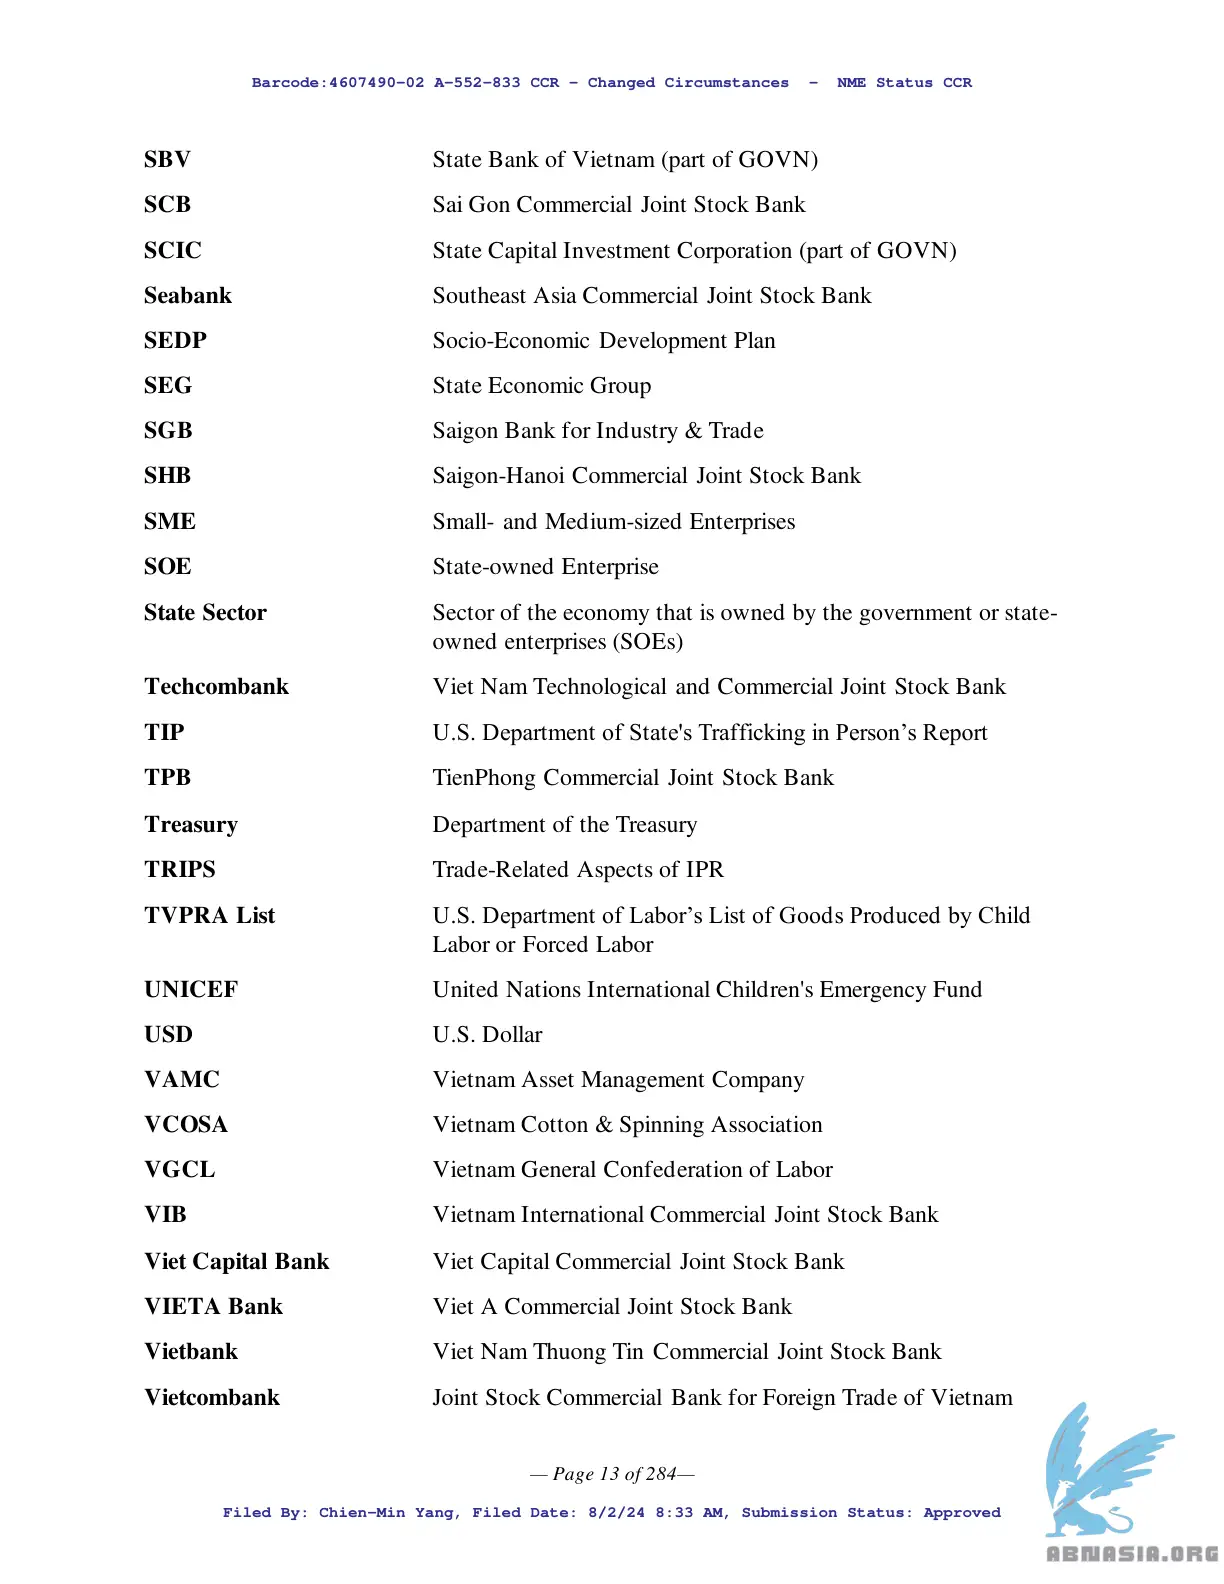 Barcode:4607490-02 A-552-833 CCR - Changed Circumstances - NME Status CCR
SBV State Bank of Vietnam (part of GOVN)
SCB Sai Gon Commercial Joint Stock Bank
SCIC State Capital Investment Corporation (part of GOVN)
Seabank Southeast Asia Commercial Joint Stock Bank
SEDP Socio-Economic Development Plan
SEG State Economic Group
SGB Saigon Bank for Industry & Trade
SHB Saigon-Hanoi Commercial Joint Stock Bank
SME Small- and Medium-sized Enterprises
SOE State-owned Enterprise
State Sector Sector of the economy that is owned by the government or state-
owned enterprises (SOEs)
Techcombank Viet Nam Technological and Commercial Joint Stock Bank
TIP U.S. Department of State's Trafficking in Person’s Report
TPB TienPhong Commercial Joint Stock Bank
Treasury Department of the Treasury
TRIPS Trade-Related Aspects of IPR
TVPRA List U.S. Department of Labor’s List of Goods Produced by Child
Labor or Forced Labor
UNICEF United Nations International Children's Emergency Fund
USD U.S. Dollar
VAMC Vietnam Asset Management Company
VCOSA Vietnam Cotton & Spinning Association
VGCL Vietnam General Confederation of Labor
VIB Vietnam International Commercial Joint Stock Bank
Viet Capital Bank Viet Capital Commercial Joint Stock Bank
VIETA Bank Viet A Commercial Joint Stock Bank
Vietbank Viet Nam Thuong Tin Commercial Joint Stock Bank
Vietcombank Joint Stock Commercial Bank for Foreign Trade of Vietnam
— Page 13 of 284—
Filed By: Chien-Min Yang, Filed Date: 8/2/24 8:33 AM, Submission Status: Approved
ABNASIA.ORG